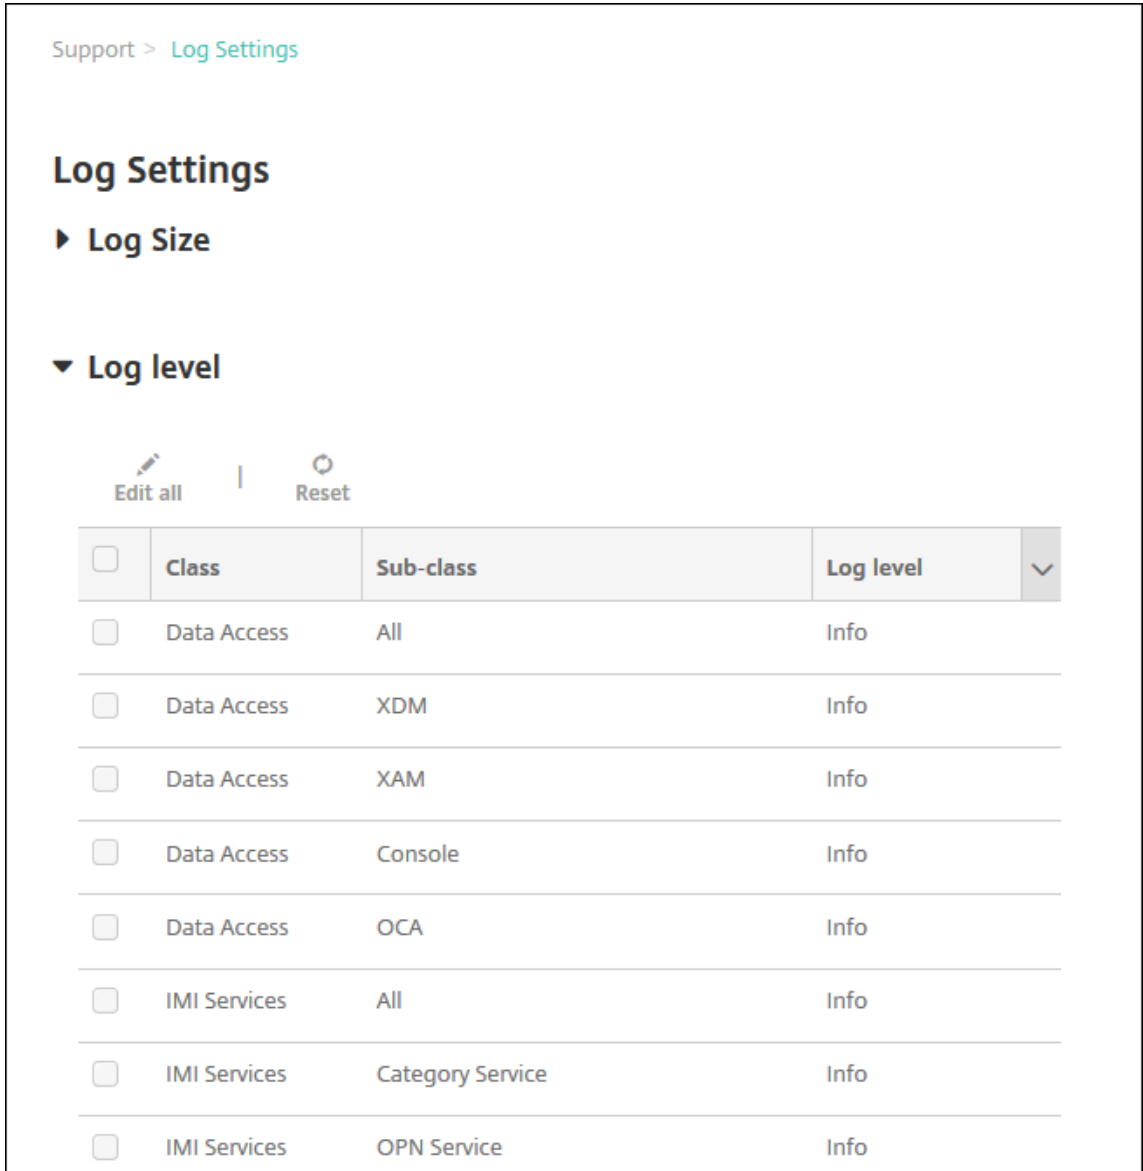 Support > Log Settings
Log Settings
Log Size
Log level
Edit all | Reset
Class Sub-class Log level
Data Access All Info
Data Access XDM Info
Data Access XAM Info
Data Access Console Info
Data Access OCA Info
IMI Services All Info
IMI Services Category Service Info
IMI Services OPN Service Info